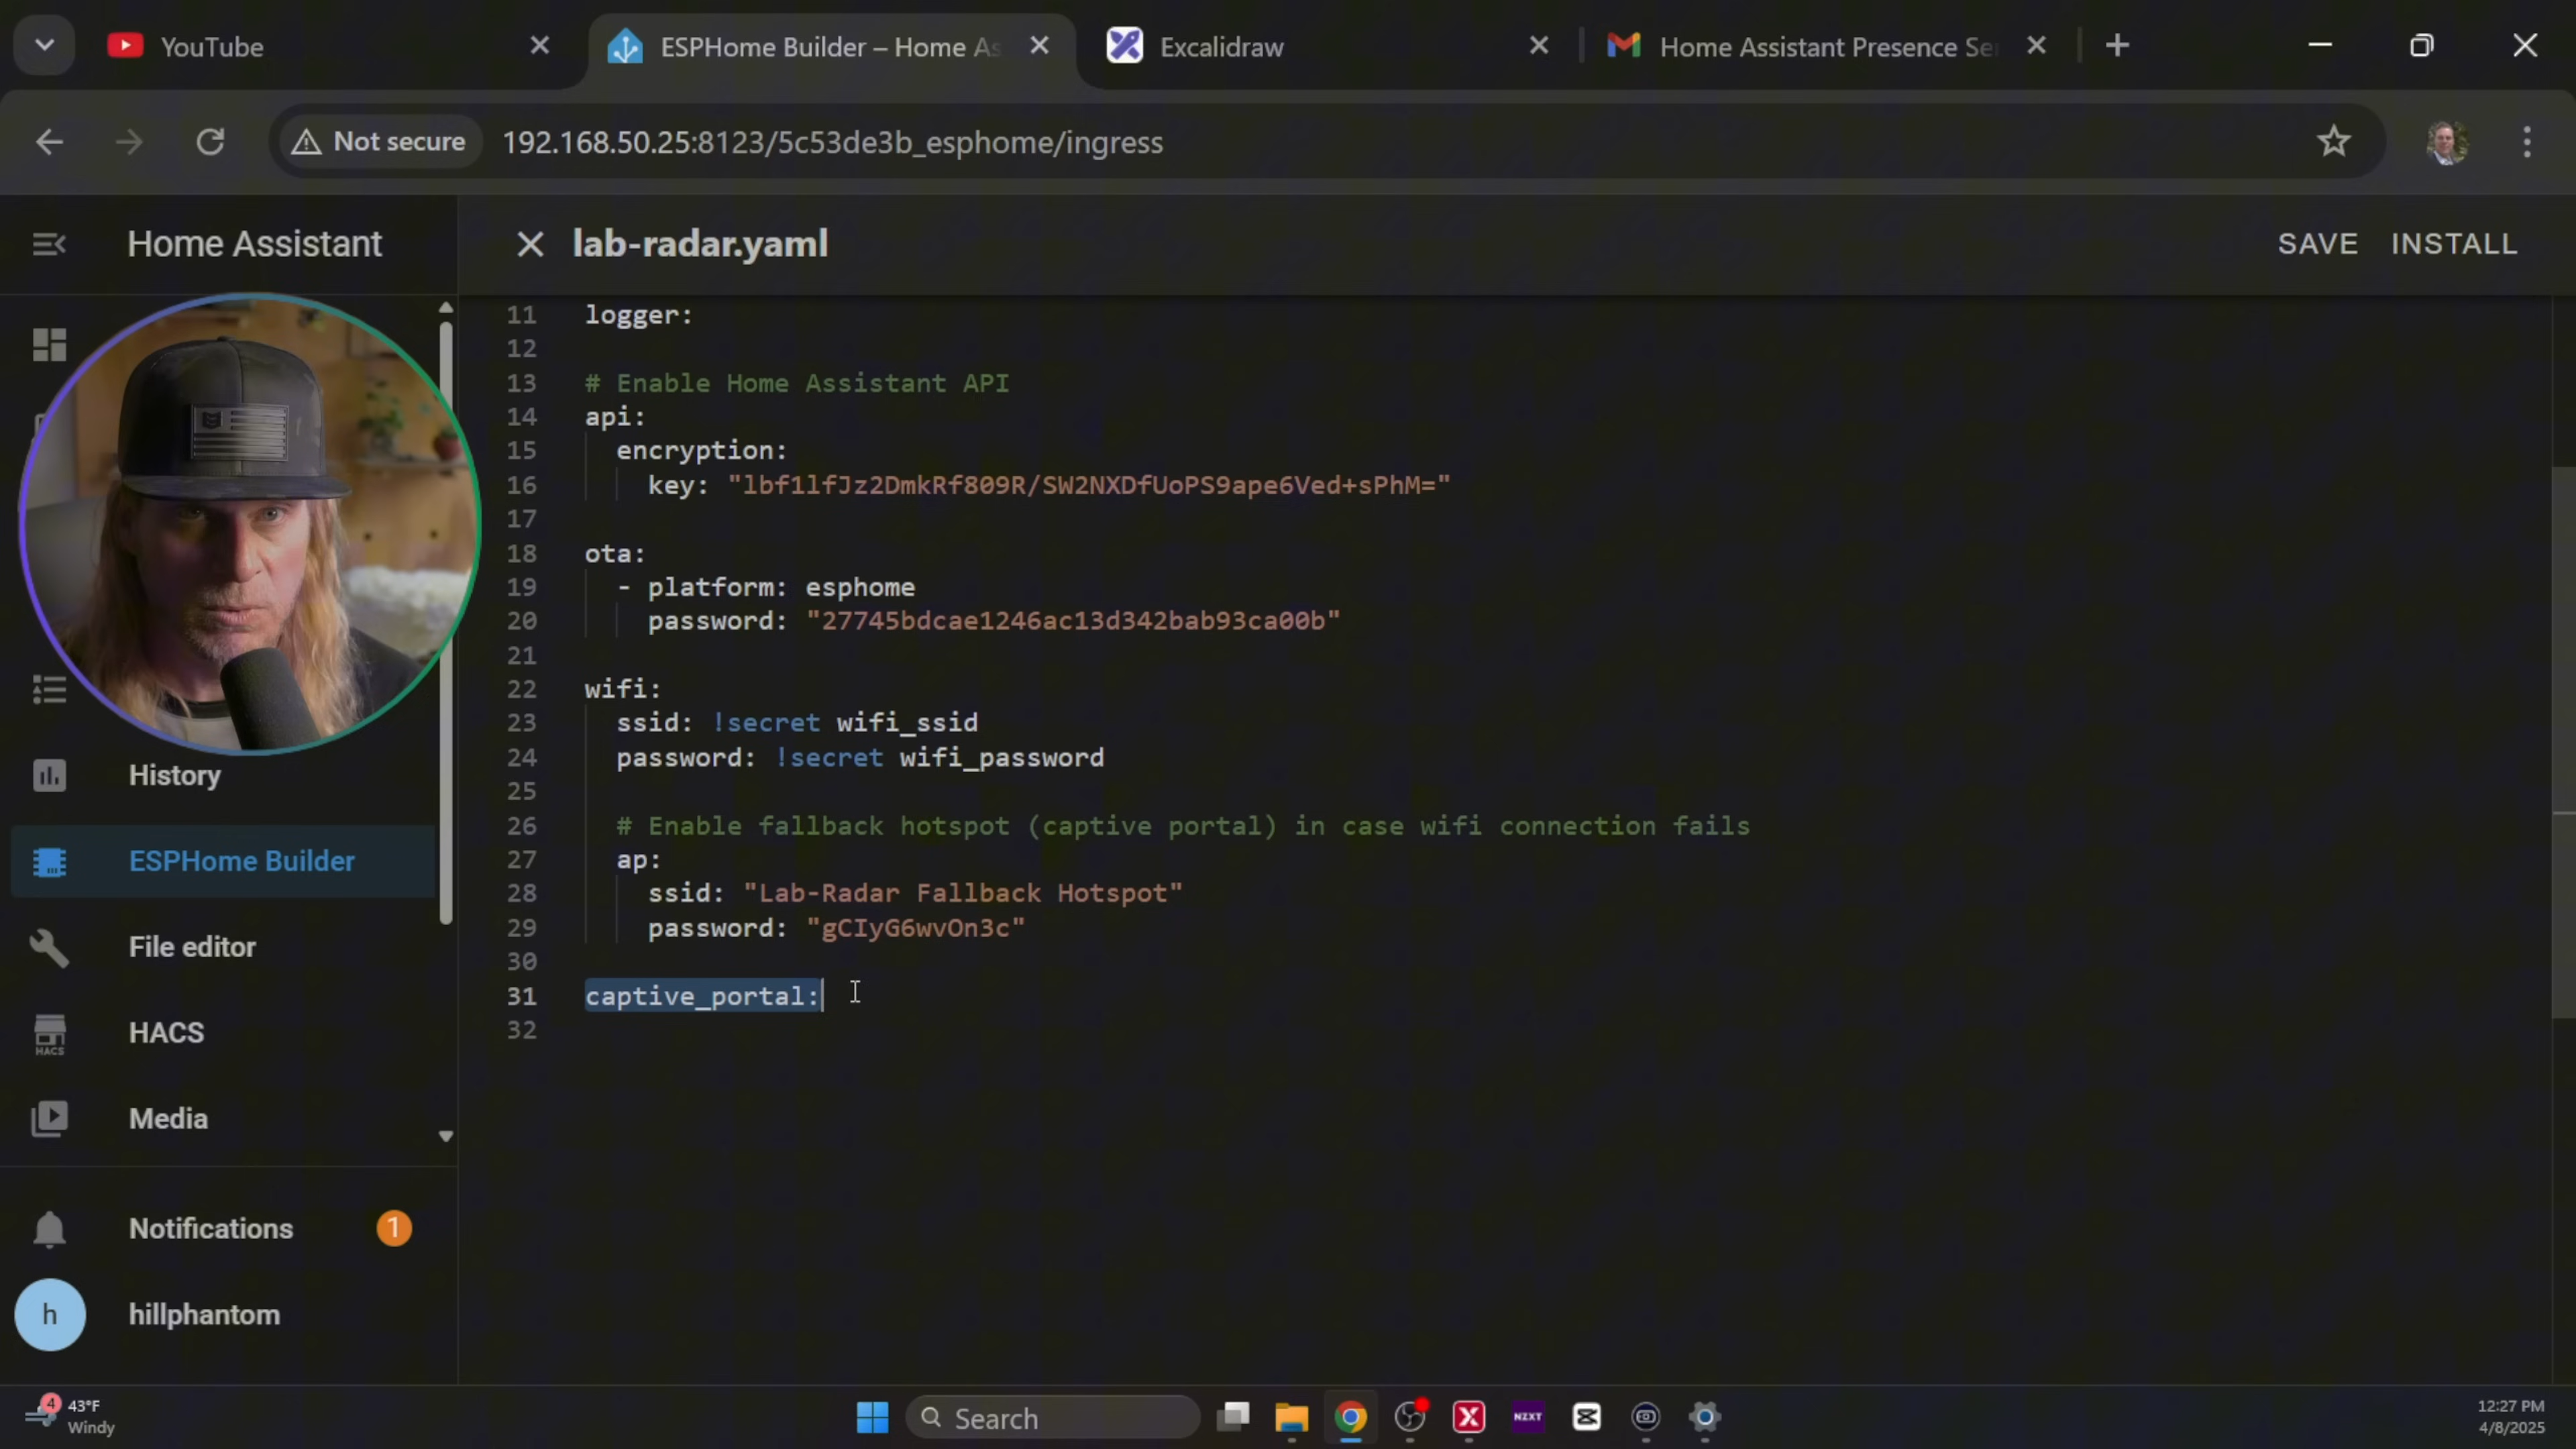 YouTube
ESPHome Builder – Home As
Excalidraw
Home Assistant Presence Se
Not secure
192.168.50.25:8123/5c53de3b_esphome/ingress
Home Assistant
lab-radar.yaml
SAVE
INSTALL
11 logger:
12
13 # Enable Home Assistant API
14 api:
15 encryption:
16 key: "lbf1lfJz2DmkRf809R/SW2NXDfUoPS9ape6Ved+sPhM="
17
18 ota:
19 - platform: esphome
20 password: "27745bdcae1246ac13d342bab93ca00b"
21
22 wifi:
23 ssid: !secret wifi_ssid
24 password: !secret wifi_password
25
26 # Enable fallback hotspot (captive portal) in case wifi connection fails
27 ap:
28 ssid: "Lab-Radar Fallback Hotspot"
29 password: "gCIyG6wvOn3c"
30
31 captive_portal:
32
History
ESPHome Builder
File editor
HACS
HACS
Media
Notifications
1
h
hillphantom
4
43°F
Windy
Search
NZXT
12:27 PM
4/8/2025